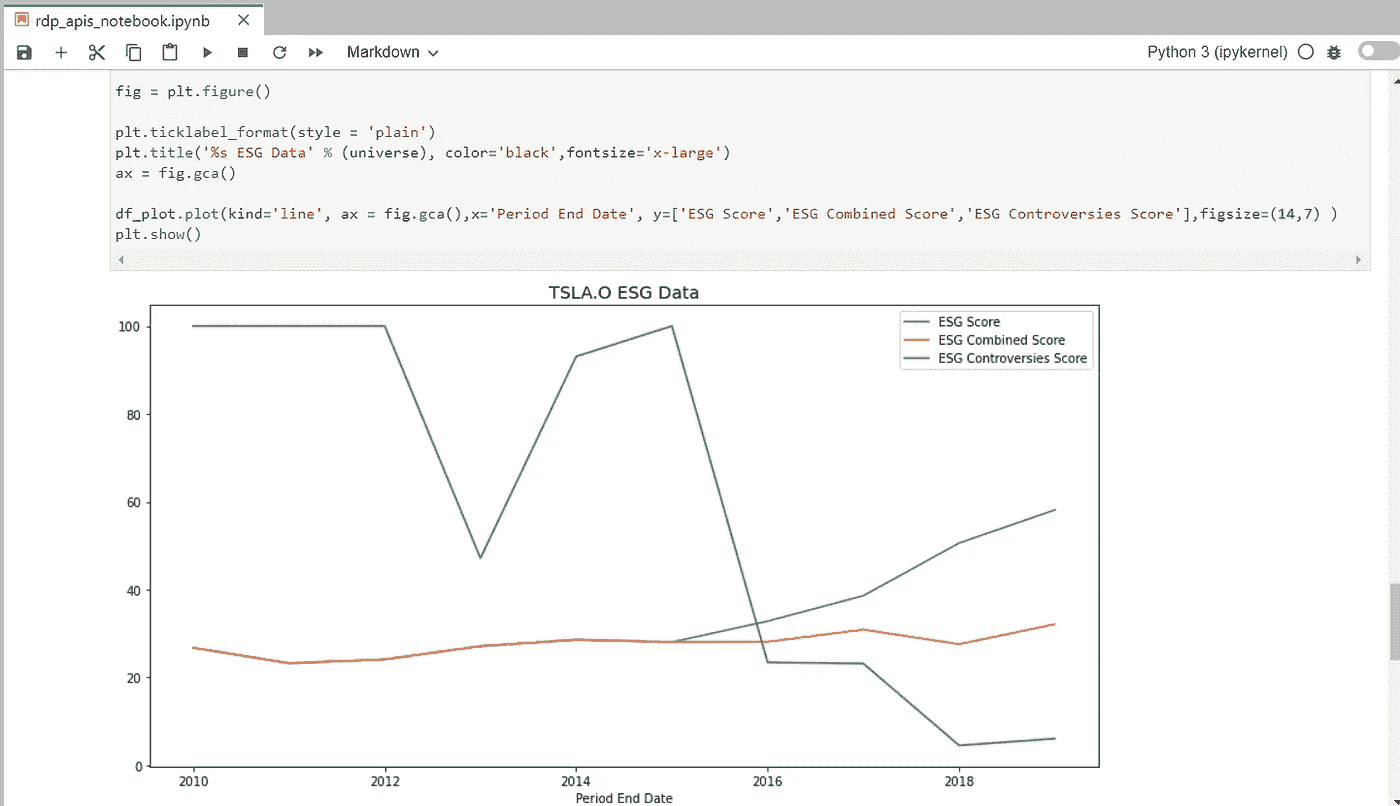 rdp_apis_notebook.ipynb
Markdown
Python 3 (ipykernel)
fig = plt.figure()
plt.ticklabel_format(style = 'plain')
plt.title('%s ESG Data' % (universe), color='black',fontsize='x-large')
ax = fig.gca()
df_plot.plot(kind='line', ax = fig.gca(),x='Period End Date', y=['ESG Score','ESG Combined Score','ESG Controversies Score'],figsize=(14,7) )
plt.show()
TSLA.O ESG Data
ESG Score
ESG Combined Score
ESG Controversies Score
100
80
60
40
20
0
2010 2012 2014 2016 2018
Period End Date